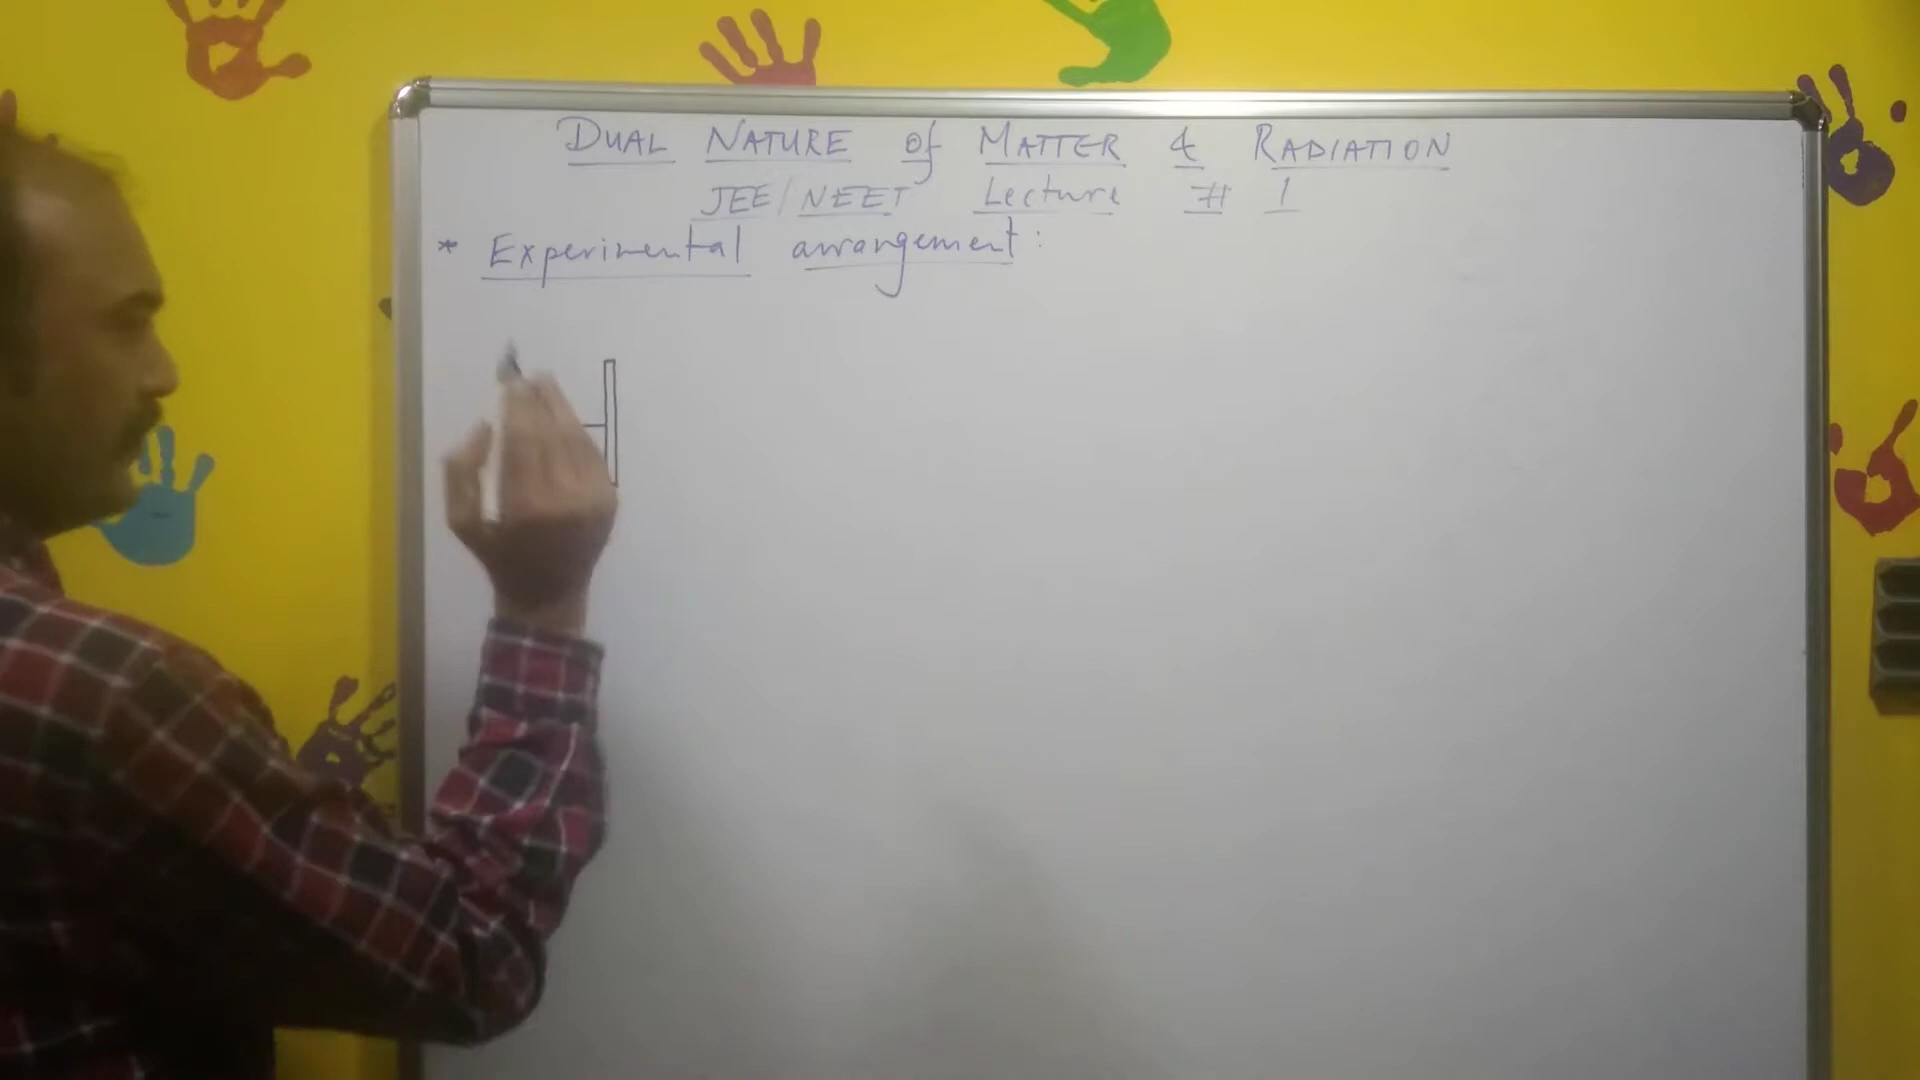 DUAL NATURE of MATTER & RADIATION
JEE/NEET Lecture # 1
* Experimental arrangement: